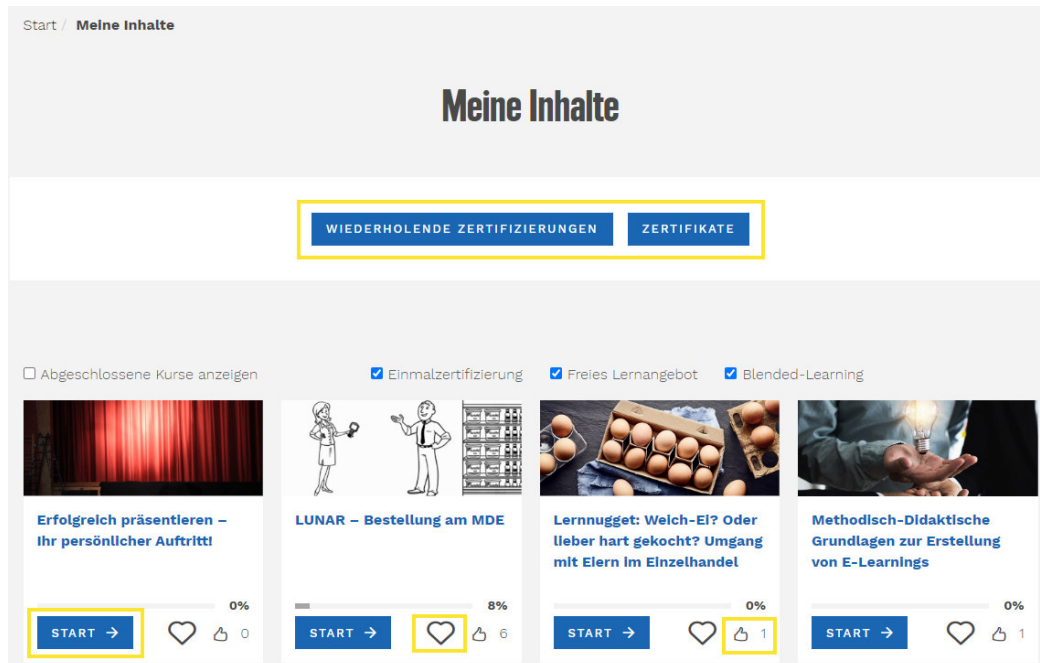 Start / Meine Inhalte
Meine Inhalte
WIEDERHOLENDE ZERTIFIZIERUNGEN ZERTIFIKATE
Abgeschlossene Kurse anzeigen Einmalzertifizierung Freies Lernangebot Blended-Learning
Erfolgreich präsentieren –
Ihr persönlicher Auftritt!
0%
START → 0
LUNAR – Bestellung am MDE
8%
START → 6
Lernnugget: Weich-Ei? Oder
lieber hart gekocht? Umgang
mit Eiern im Einzelhandel
0%
START → 1
Methodisch-Didaktische
Grundlagen zur Erstellung
von E-Learnings
0%
START → 1